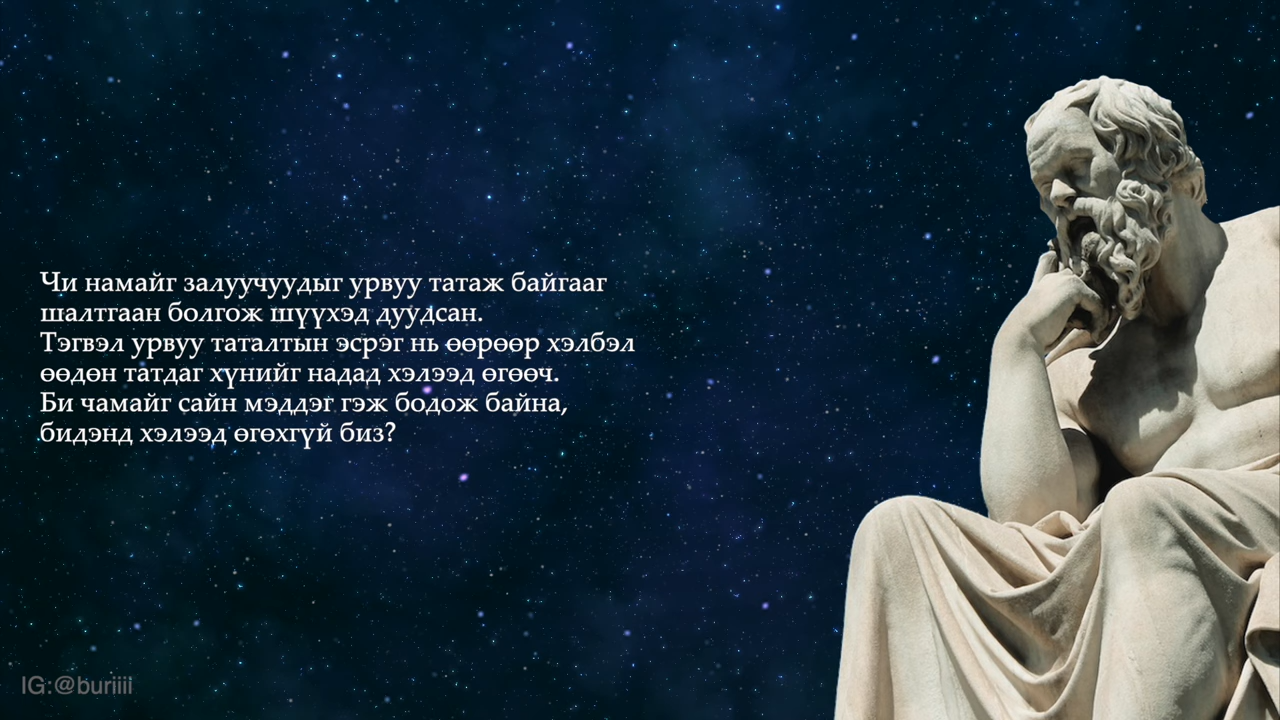 Чи намайг залуучуудыг урвуу татаж байгааг
шалтгаан болгож шүүхэд дуудсан.
Тэгвэл урвуу таталтын эсрэг нь өөрөөр хэлбэл
өөдөн татдаг хүнийг надад хэлээд өгөөч.
Би чамайг сайн мэддэг гэж бодож байна,
бидэнд хэлээд өгөхгүй биз?
IG:@buriiii